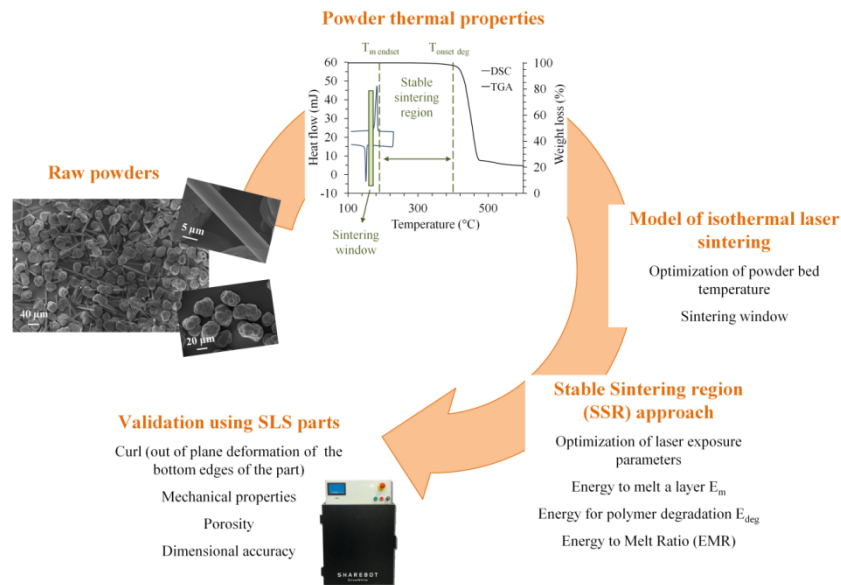 Powder thermal properties
T m endset
T onset deg
60
50
40
30
20
10
0
-10
Heat flow (mJ)
Stable
sintering
region
DSC
TGA
100
80
60
40
20
0
Weight loss (%)
100
300
500
Temperature (°C)
Sintering
window
Raw powders
5 µm
40 µm
20 µm
Model of isothermal laser
sintering
Optimization of powder bed
temperature
Sintering window
Stable Sintering region
(SSR) approach
Optimization of laser exposure
parameters
Energy to melt a layer Em
Energy for polymer degradation Edeg
Energy to Melt Ratio (EMR)
Validation using SLS parts
Curl (out of plane deformation of the
bottom edges of the part)
Mechanical properties
Porosity
Dimensional accuracy
SHAREBOT